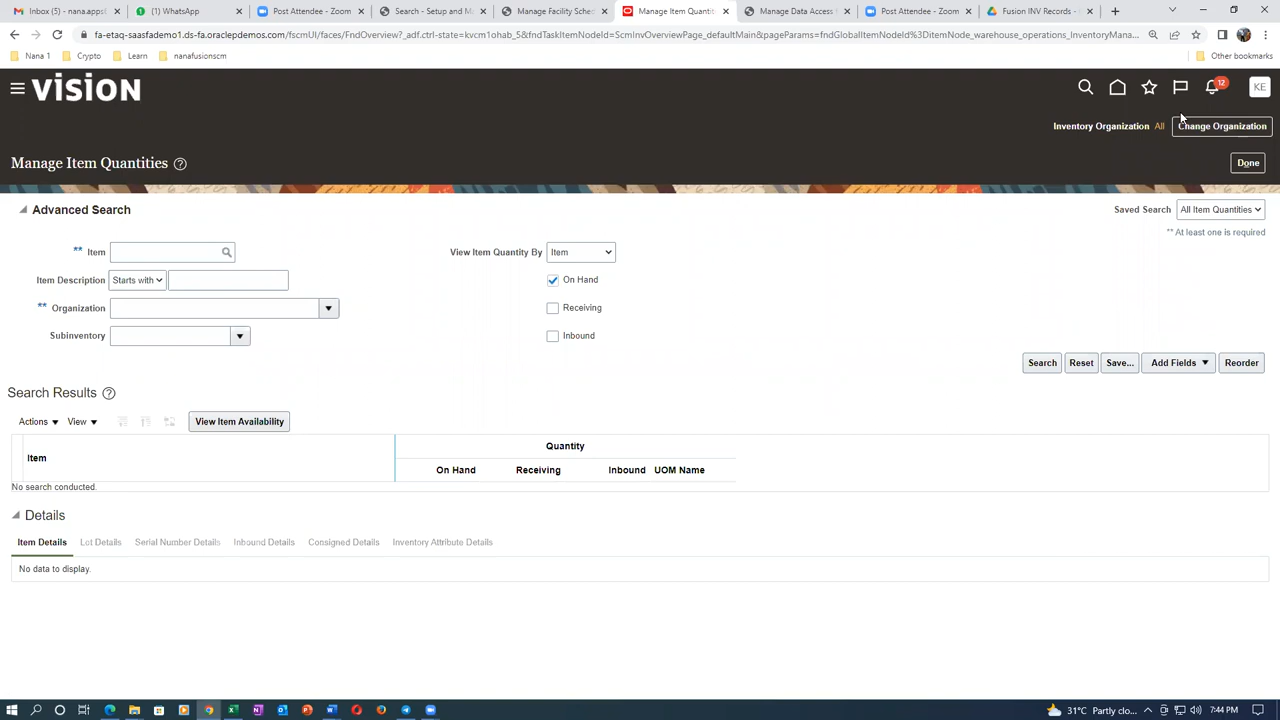 Inbox (5) - nana.apps
(1) WhatsApp
Post Attendee - Zoom
Search - Setup and M
Manage Facility Sched
Manage Item Quantiti
Manage Data Access f
Post Attendee - Zoom
Fusion INV Records - G
fa-etaq-saasfademo1.ds-fa.oraclepdemos.com/fscmUI/faces/FndOverview?_adf.ctrl-state=kvcm1ohab_5&fndTaskItemNodeId=ScmInvOverviewPage_defaultMain&pageParams=fndGlobalItemNodeId%3DitemNode_warehouse_operations_InventoryMana...
Nana 1
Crypto
Learn
nanafusionscm
Other bookmarks
VISION
12
KE
Inventory Organization All
Change Organization
Manage Item Quantities
Done
Advanced Search
Saved Search All Item Quantities
** At least one is required
** Item
View Item Quantity By Item
Item Description Starts with
On Hand
** Organization
Receiving
Subinventory
Inbound
Search
Reset
Save...
Add Fields
Reorder
Search Results
Actions
View
View Item Availability
Quantity
Item
On Hand
Receiving
Inbound
UOM Name
No search conducted.
Details
Item Details
Lot Details
Serial Number Details
Inbound Details
Consigned Details
Inventory Attribute Details
No data to display.
31°C Partly clo...
7:44 PM